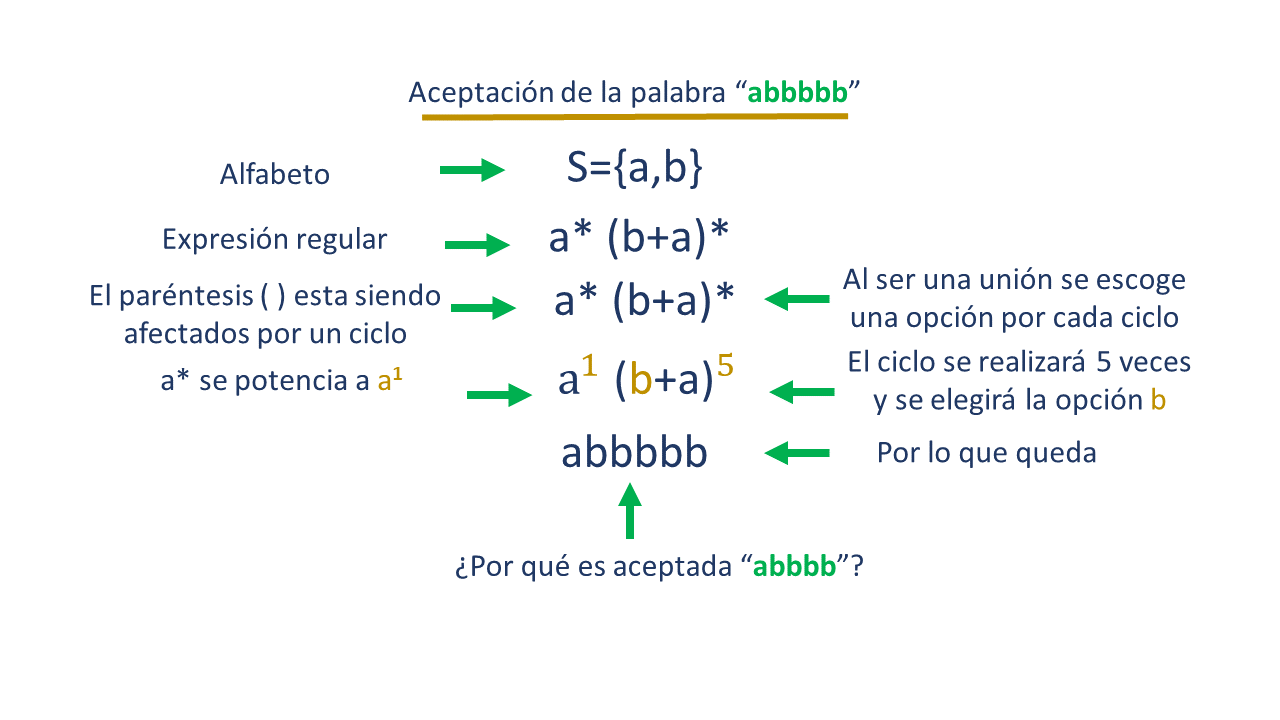 Aceptación de la palabra “abbbbb”
Alfabeto
S={a,b}
Expresión regular
a* (b+a)*
El paréntesis ( ) esta siendo
afectados por un ciclo
a* (b+a)*
Al ser una unión se escoge
una opción por cada ciclo
a* se potencia a a¹
a¹ (b+a)⁵
El ciclo se realizará 5 veces
y se elegirá la opción b
abbbbb
Por lo que queda
¿Por qué es aceptada “abbbb”?